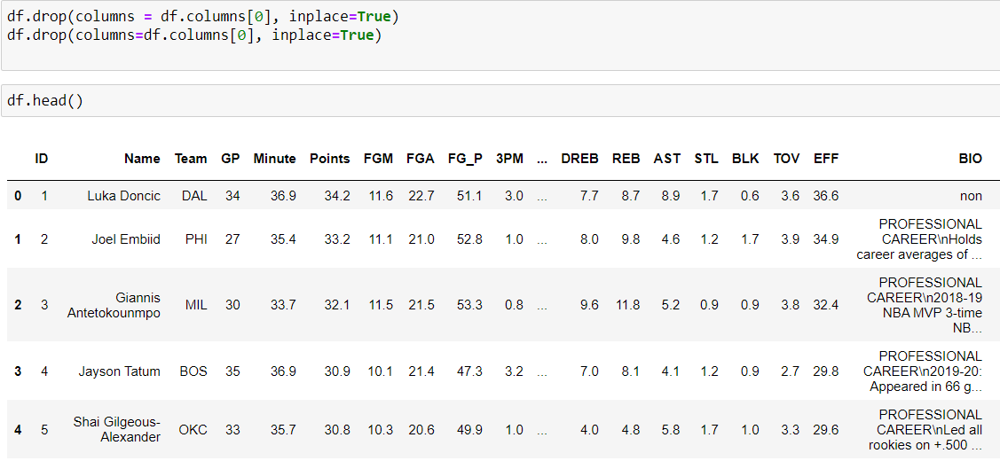 df.drop(columns = df.columns[0], inplace=True)
df.drop(columns=df.columns[0], inplace=True)
df.head()
ID Name Team GP Minute Points FGM FGA FG_P 3PM ... DREB REB AST STL BLK TOV EFF BIO
0 1 Luka Doncic DAL 34 36.9 34.2 11.6 22.7 51.1 3.0 ... 7.7 8.7 8.9 1.7 0.6 3.6 36.6 non
PROFESSIONAL
1 2 Joel Embiid PHI 27 35.4 33.2 11.1 21.0 52.8 1.0 ... 8.0 9.8 4.6 1.2 1.7 3.9 34.9 CAREER\nHolds
career averages of ...
PROFESSIONAL
Giannis CAREER\n2018-19
2 3 Antetokounmpo MIL 30 33.7 32.1 11.5 21.5 53.3 0.8 ... 9.6 11.8 5.2 0.9 0.9 3.8 32.4 NBA MVP 3-time
NB...
PROFESSIONAL
3 4 Jayson Tatum BOS 35 36.9 30.9 10.1 21.4 47.3 3.2 ... 7.0 8.1 4.1 1.2 0.9 2.7 29.8 CAREER\n2019-20:
Appeared in 66 g...
PROFESSIONAL
Shai Gilgeous-
4 5 Alexander OKC 33 35.7 30.8 10.3 20.6 49.9 1.0 ... 4.0 4.8 5.8 1.7 1.0 3.3 29.6 CAREER\nLed all
rookies on +.500 ...